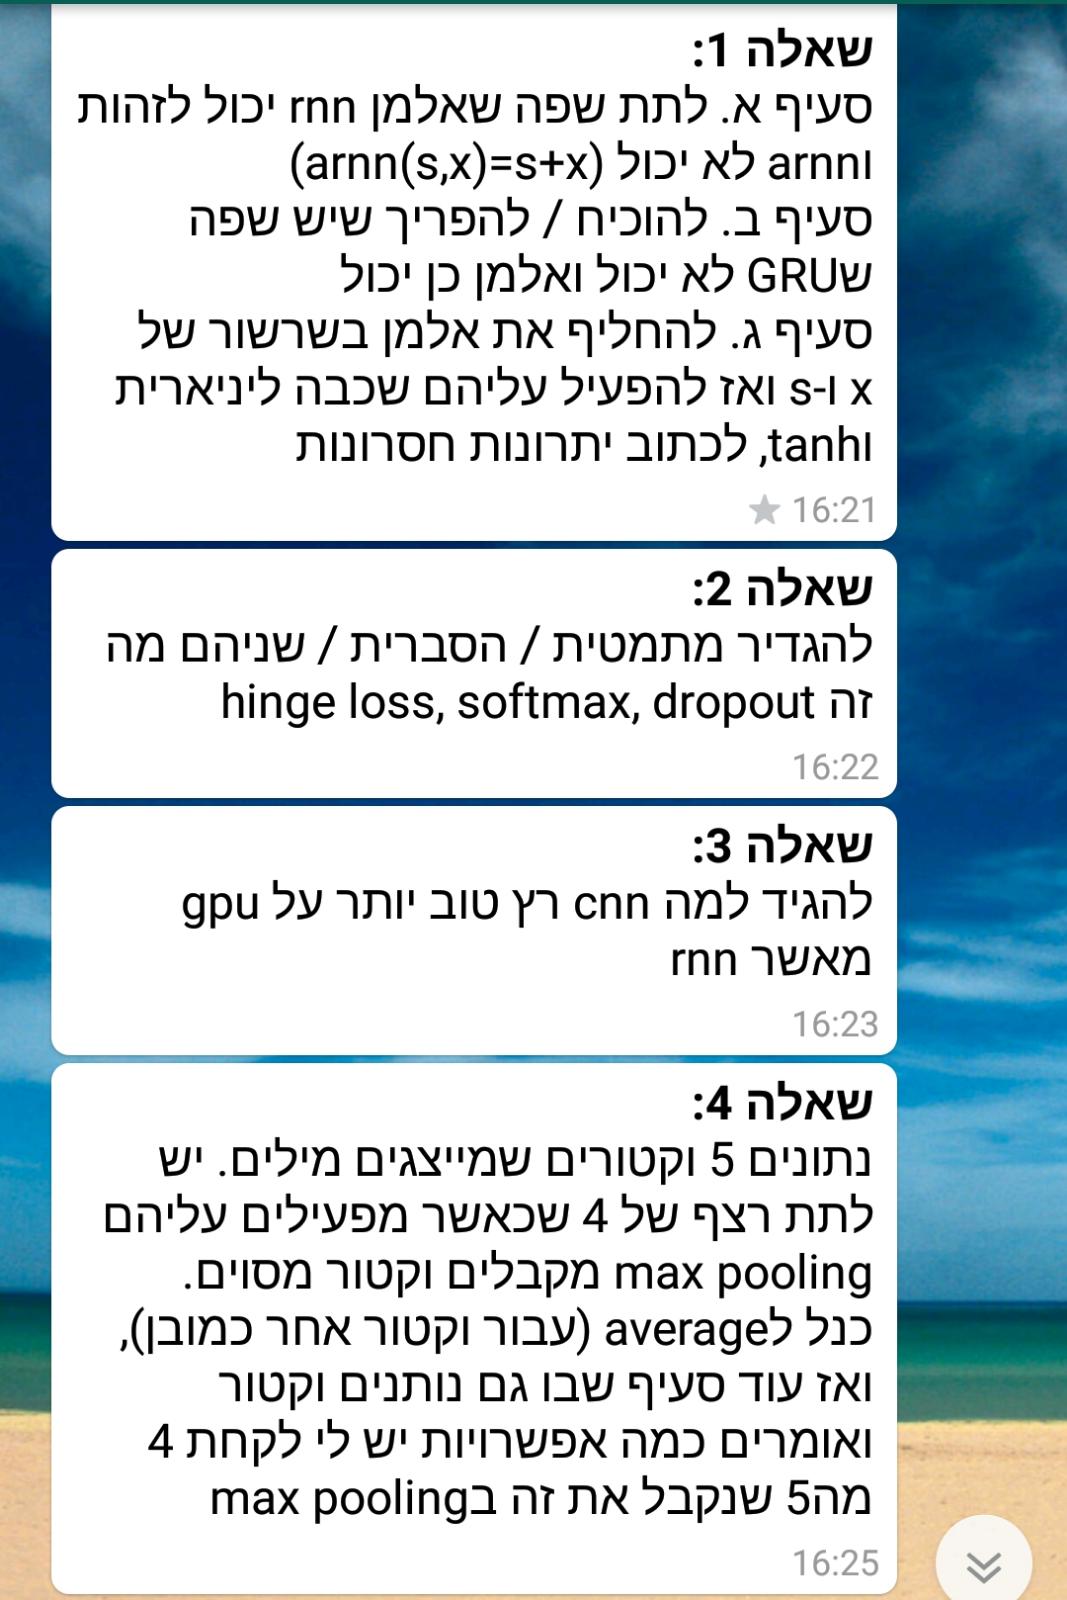 שאלה 1:
סעיף א. לתת שפה שאלמן rnn יכול לזהות
וarnn לא יכול (arnn(s,x)=s+x)
סעיף ב. להוכיח / להפריך שיש שפה
שGRU לא יכול ואלמן כן יכול
סעיף ג. להחליף את אלמן בשרשור של
x ו-s ואז להפעיל עליהם שכבה ליניארית
וtanh, לכתוב יתרונות חסרונות
16:21
שאלה 2:
להגדיר מתמטית / הסברית / שניהם מה
זה hinge loss, softmax, dropout
16:22
שאלה 3:
להגיד למה cnn רץ טוב יותר על gpu
מאשר rnn
16:23
שאלה 4:
נתונים 5 וקטורים שמייצגים מילים. יש
לתת רצף של 4 שכאשר מפעילים עליהם
max pooling מקבלים וקטור מסוים.
כנל לaverage (עבור וקטור אחר כמובן),
ואז עוד סעיף שבו גם נותנים וקטור
ואומרים כמה אפשרויות יש לי לקחת 4
מה5 שנקבל את זה בmax pooling
16:25